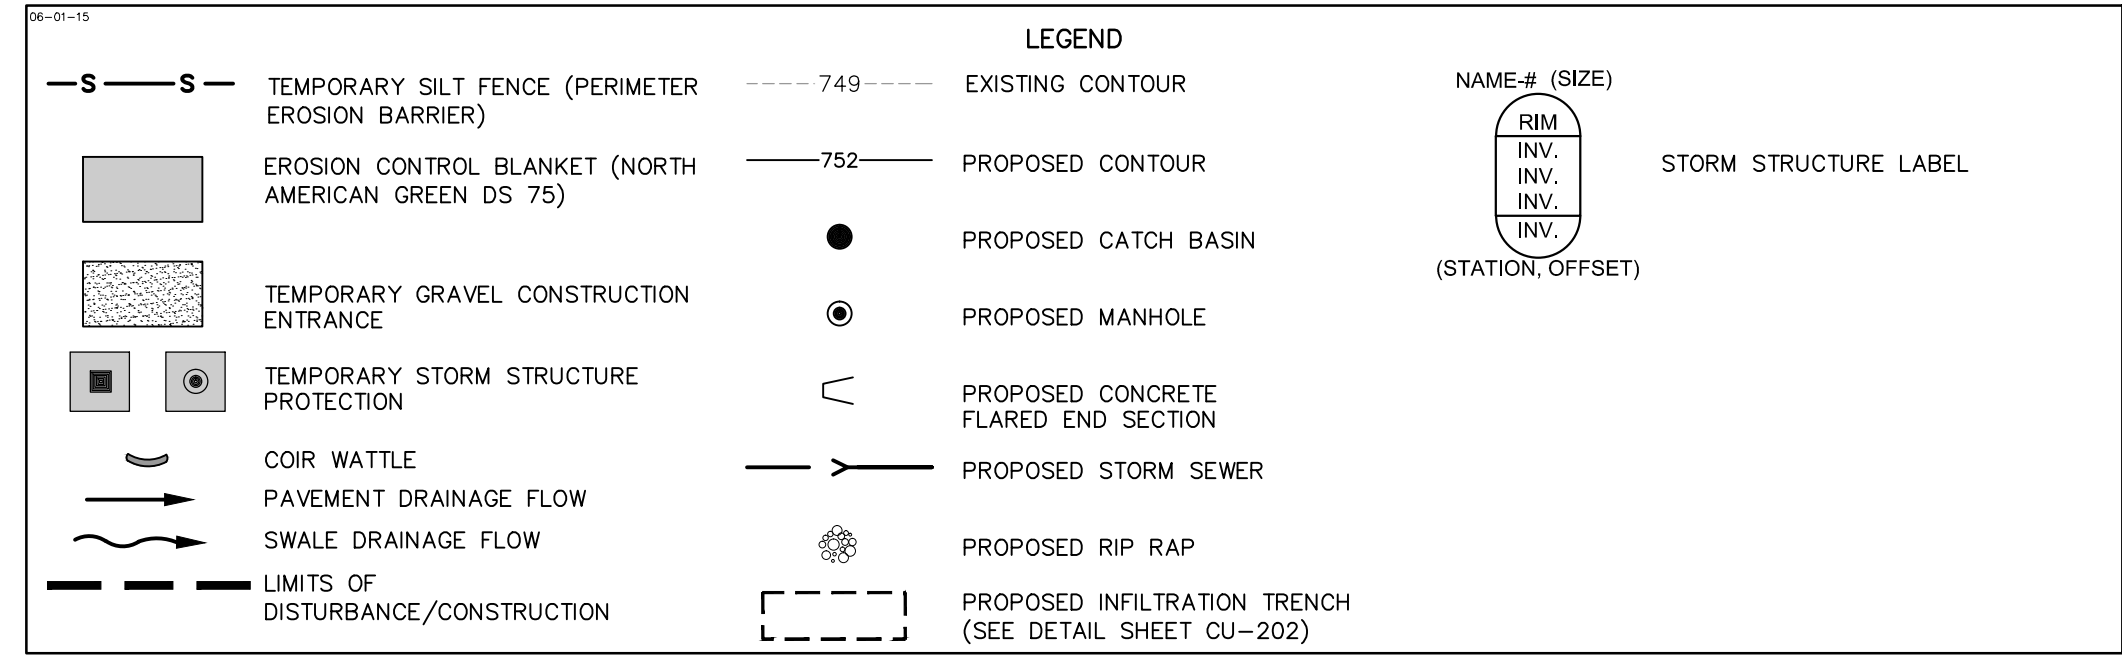 06-01-15
LEGEND
S S
TEMPORARY SILT FENCE (PERIMETER
EROSION BARRIER)
EROSION CONTROL BLANKET (NORTH
AMERICAN GREEN DS 75)
TEMPORARY GRAVEL CONSTRUCTION
ENTRANCE
TEMPORARY STORM STRUCTURE
PROTECTION
COIR WATTLE
PAVEMENT DRAINAGE FLOW
SWALE DRAINAGE FLOW
LIMITS OF
DISTURBANCE/CONSTRUCTION
749
EXISTING CONTOUR
752
PROPOSED CONTOUR
PROPOSED CATCH BASIN
PROPOSED MANHOLE
PROPOSED CONCRETE
FLARED END SECTION
PROPOSED STORM SEWER
PROPOSED RIP RAP
PROPOSED INFILTRATION TRENCH
(SEE DETAIL SHEET CU-202)
NAME-# (SIZE)
RIM
INV.
INV.
INV.
INV.
(STATION, OFFSET)
STORM STRUCTURE LABEL